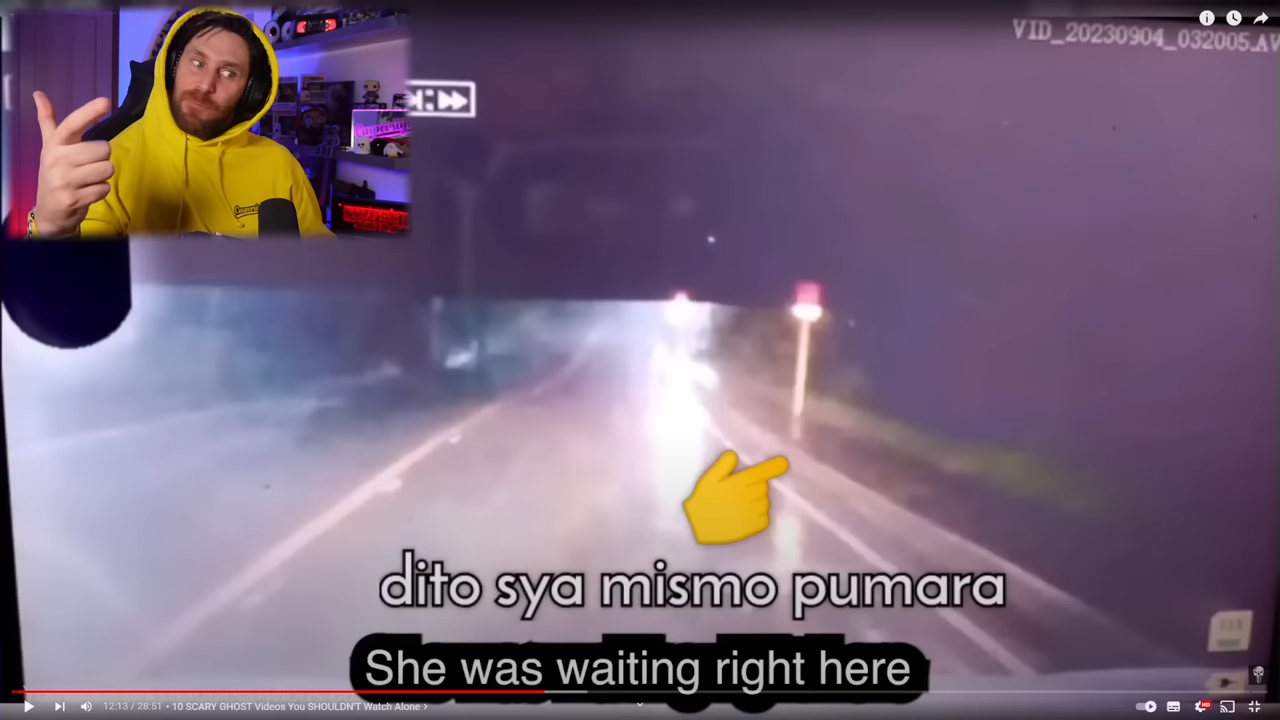 VID_20230904_032005.AV
dito sya mismo pumara
She was waiting right here
12:13 / 28:51 • 10 SCARY GHOST Videos You SHOULDN'T Watch Alone
HD